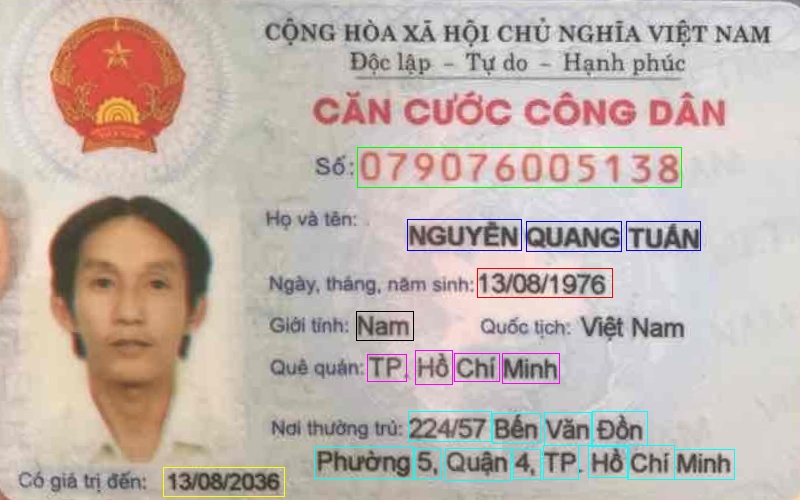 CỘNG HÒA XÃ HỘI CHỦ NGHĨA VIỆT NAM
Độc lập - Tự do - Hạnh phúc
CĂN CƯỚC CÔNG DÂN
Số: 079076005138
Họ và tên: NGUYỄN QUANG TUẤN
Ngày, tháng, năm sinh: 13/08/1976
Giới tính: Nam Quốc tịch: Việt Nam
Quê quán: TP. Hồ Chí Minh
Nơi thường trú: 224/57 Bến Văn Đồn
Phường 5, Quận 4, TP. Hồ Chí Minh
Có giá trị đến: 13/08/2036